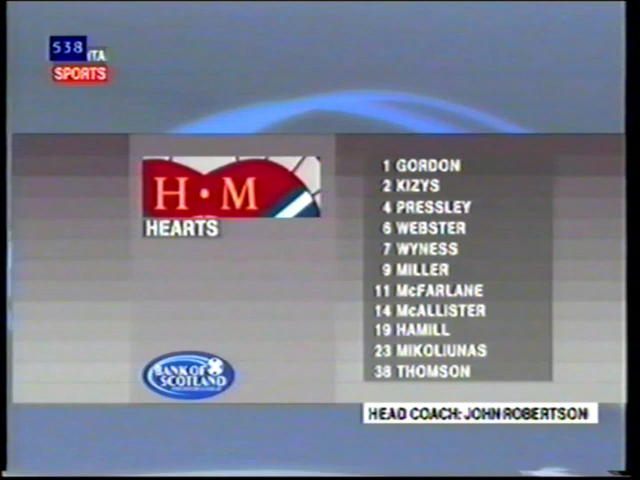 538
SPORTS
H·M
HEARTS
1 GORDON
2 KIZYS
4 PRESSLEY
6 WEBSTER
7 WYNESS
9 MILLER
11 McFARLANE
14 McALLISTER
19 HAMILL
23 MIKOLIUNAS
38 THOMSON
BANK OF
SCOTLAND
HEAD COACH: JOHN ROBERTSON